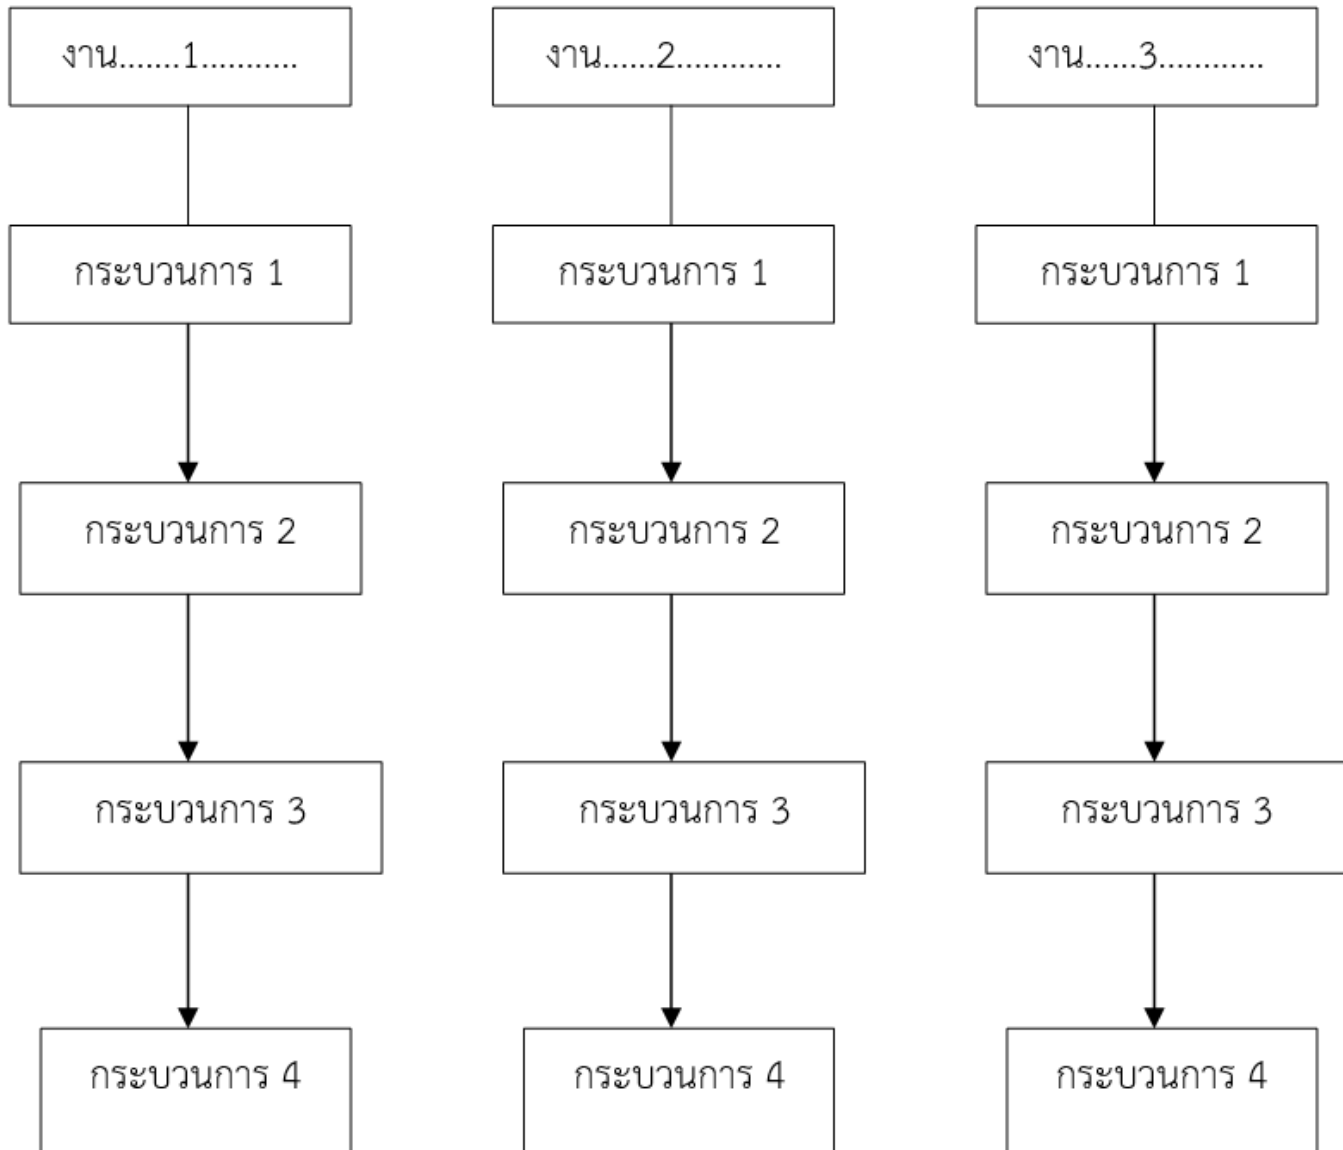 งาน.......1...........
งาน......2............
งาน......3............
กระบวนการ 1
กระบวนการ 1
กระบวนการ 1
กระบวนการ 2
กระบวนการ 2
กระบวนการ 2
กระบวนการ 3
กระบวนการ 3
กระบวนการ 3
กระบวนการ 4
กระบวนการ 4
กระบวนการ 4